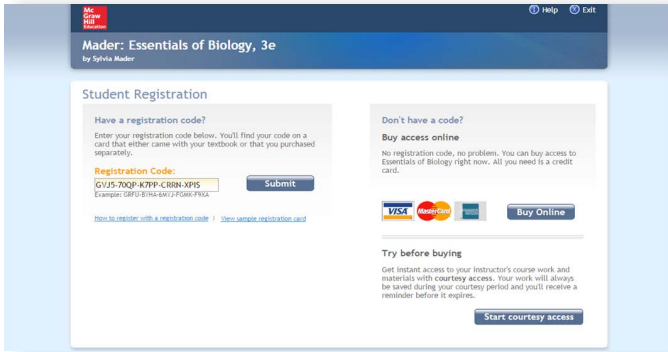 Mc
Graw
Hill
Education
Help
Exit
Mader: Essentials of Biology, 3e
by Sylvia Mader
Student Registration
Have a registration code?
Enter your registration code below. You'll find your code on a
card that either came with your textbook or that you purchased
separately.
Registration Code:
GVJ5-70QP-K7PP-CRRN-XPIS
Submit
Example: GRFU-BYHA-6MTJ-FGMK-F9XA
How to register with a registration code | View sample registration card
Don't have a code?
Buy access online
No registration code, no problem. You can buy access to
Essentials of Biology right now. All you need is a credit
card.
VISA
MasterCard
Buy Online
Try before buying
Get instant access to your instructor's course work and
materials with courtesy access. Your work will always
be saved during your courtesy period and you'll receive a
reminder before it expires.
Start courtesy access